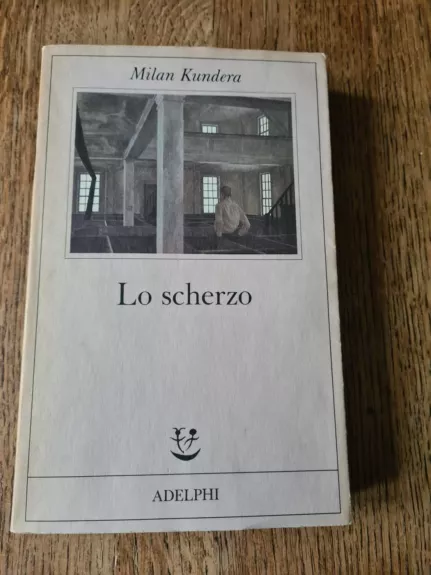 Milan Kundera
Lo scherzo
ADELPHI